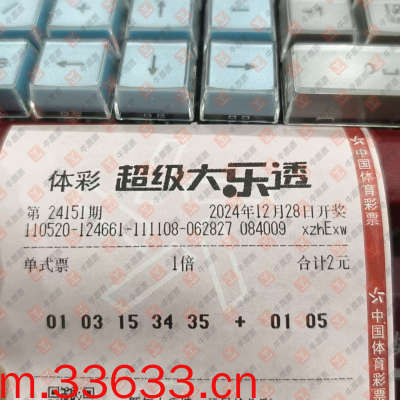 体彩 超级大乐透
第 24151期 2024年12月28日开奖
110520-124661-111108-062827 084009 xzhExw
单式票 1倍 合计2元
01 03 15 34 35 + 01 05
中国体育彩票
中国体育彩票
m.33633.cn